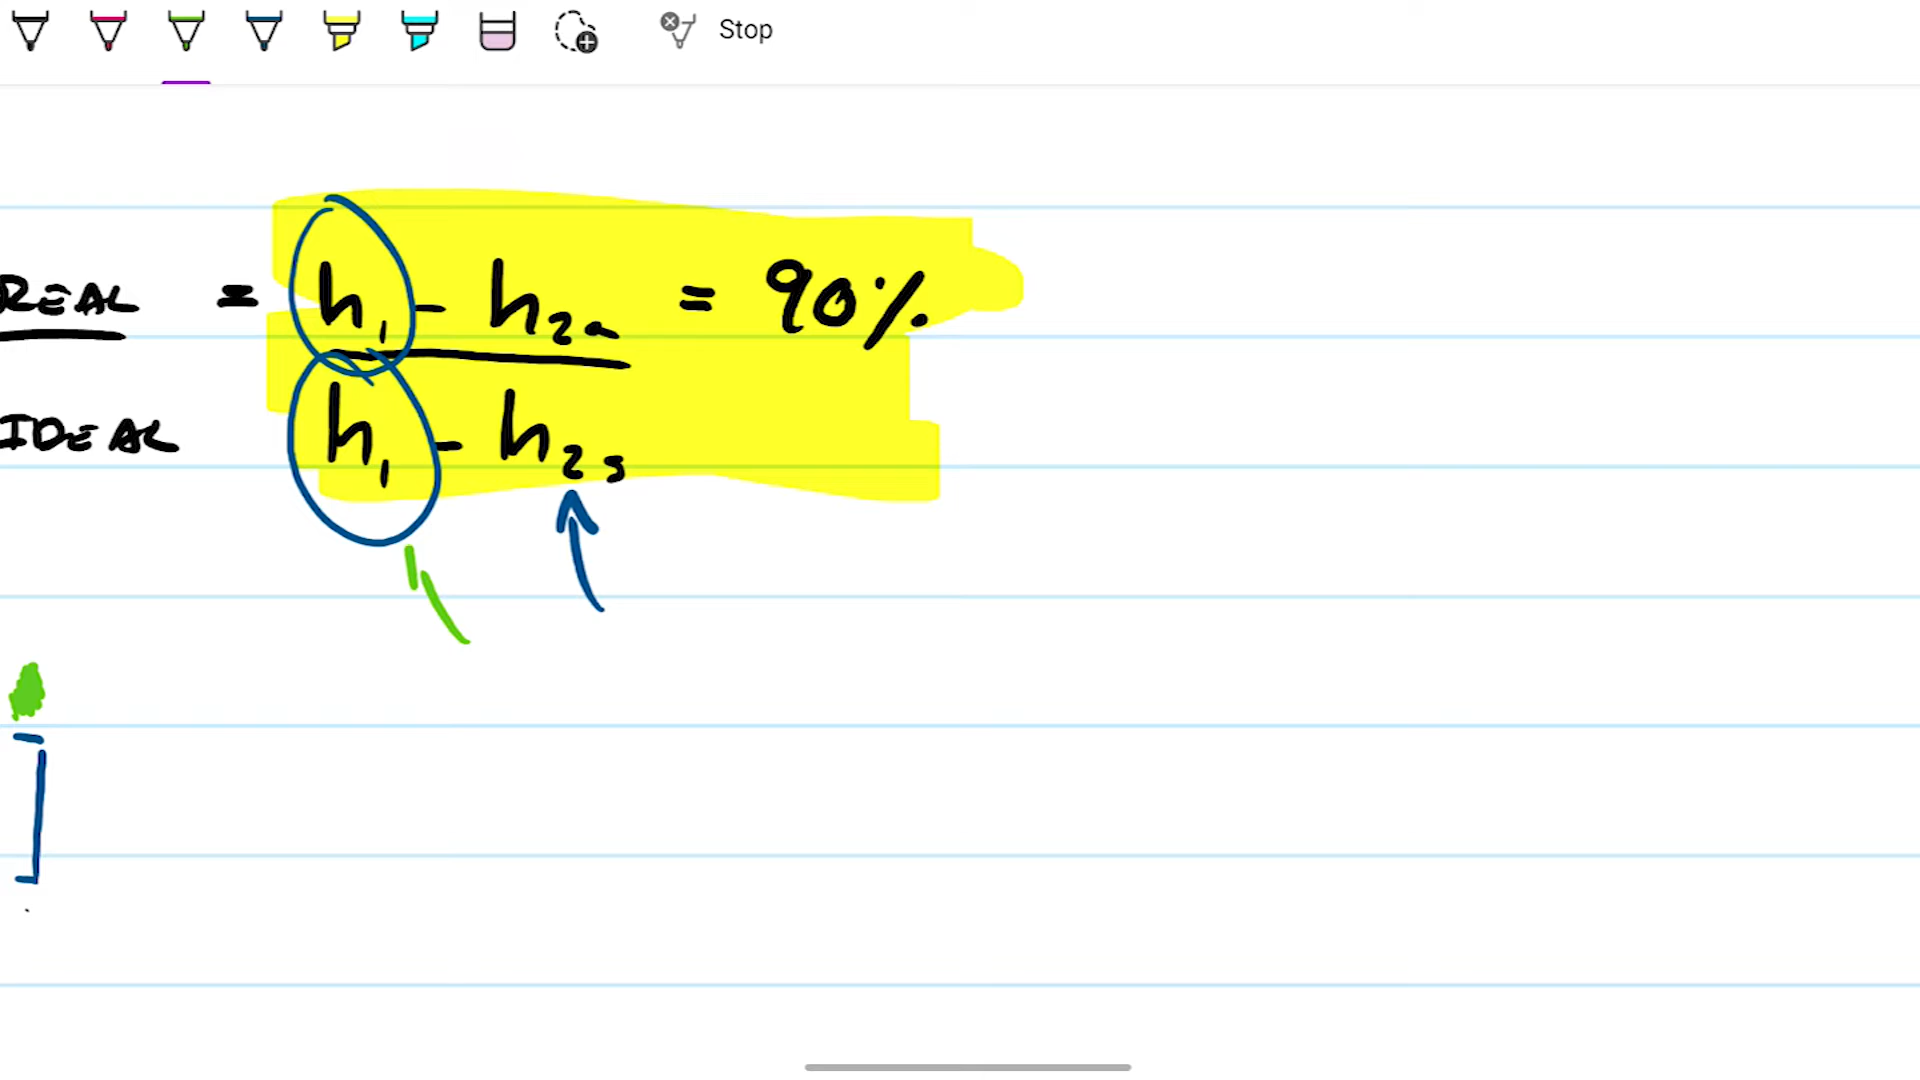 Stop
REAL = h₁ - h₂ₐ = 90%
IDEAL h₁ - h₂ₛ